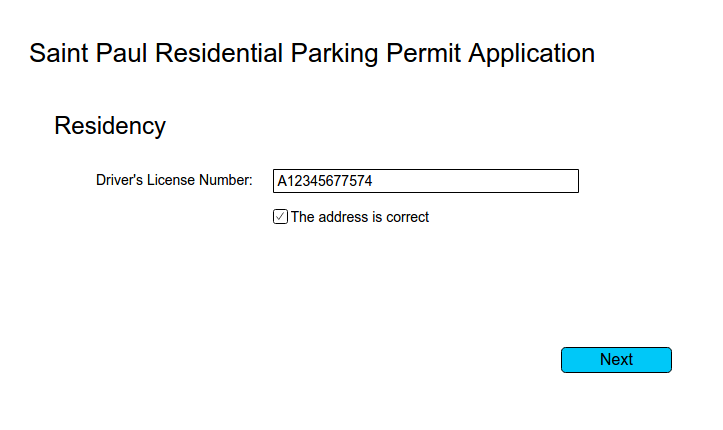 Saint Paul Residential Parking Permit Application
Residency
Driver's License Number: A12345677574
The address is correct
Next